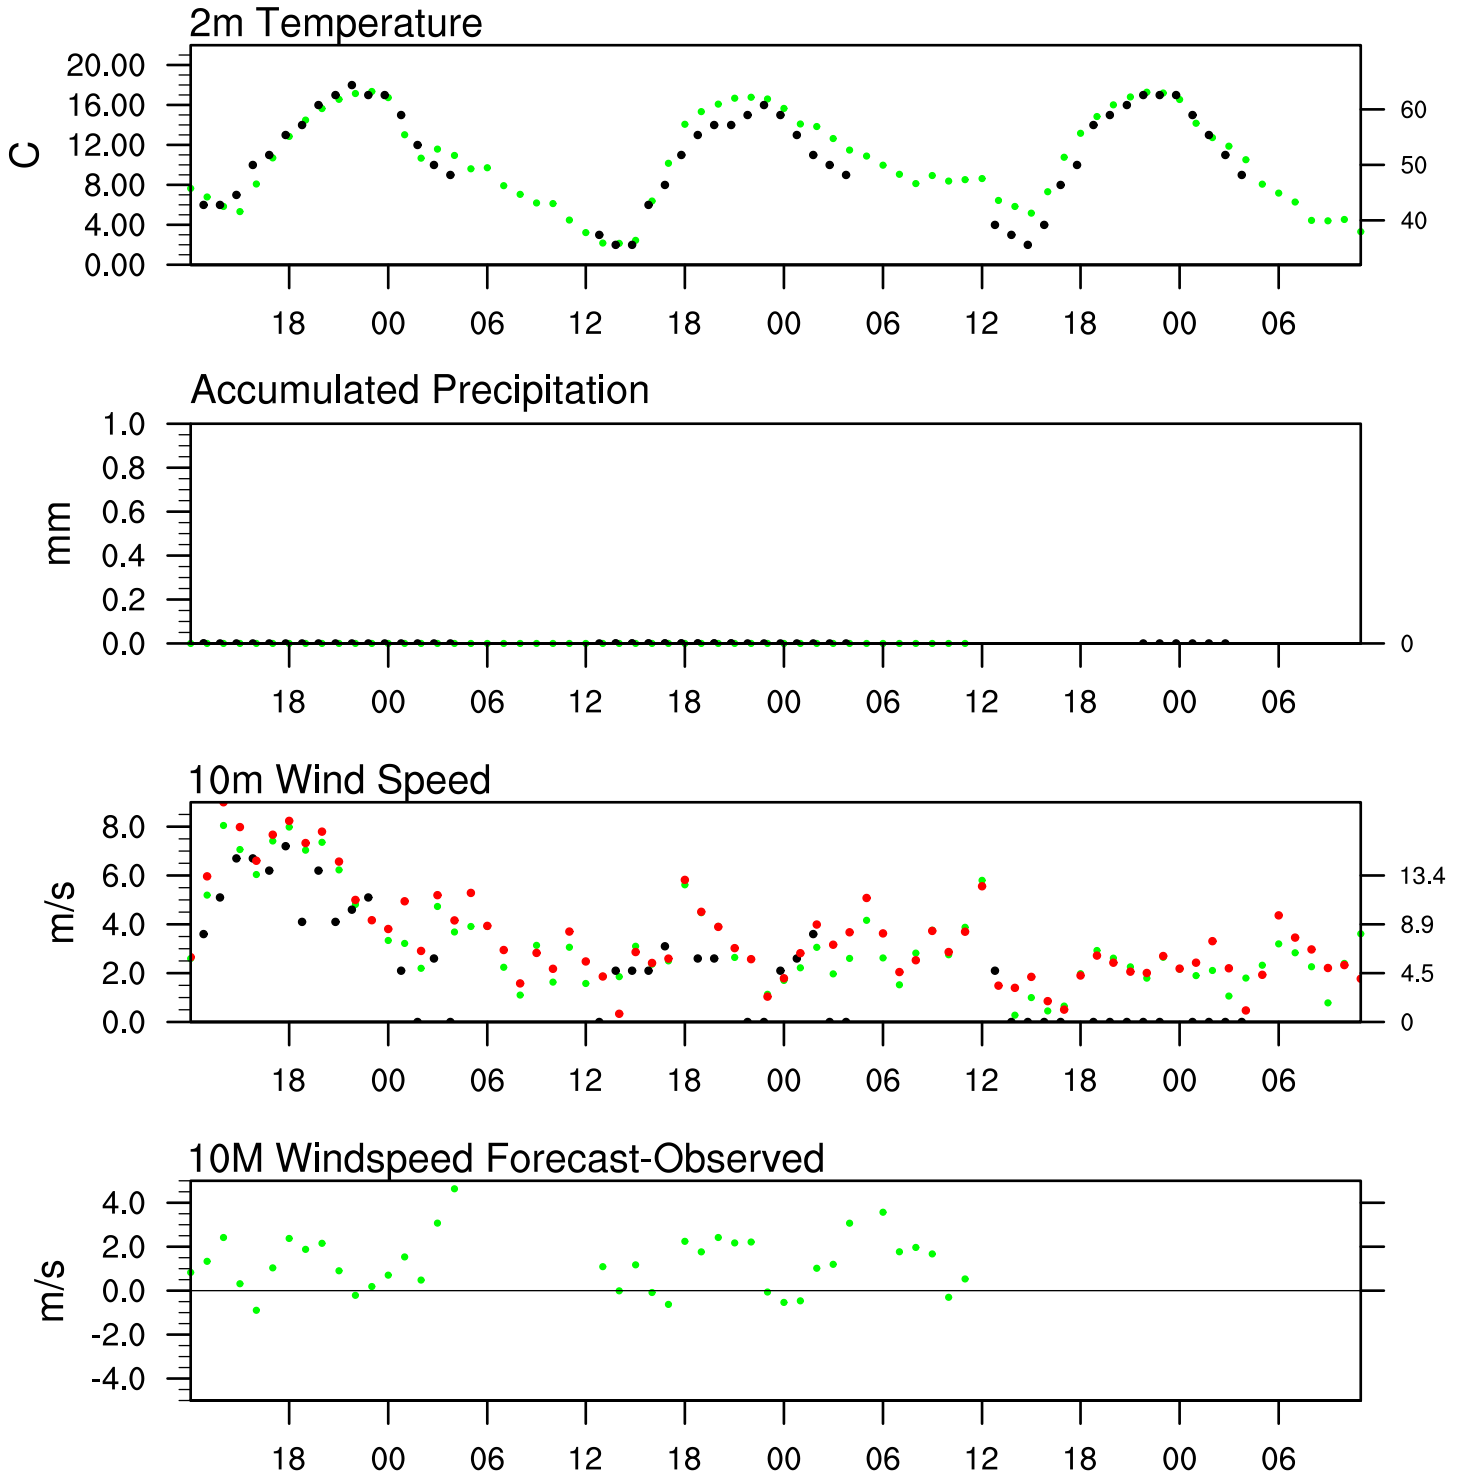 2m Temperature
20.00
16.00
12.00
8.00
4.00
0.00
C
60
50
40
18 00 06 12 18 00 06 12 18 00 06
Accumulated Precipitation
1.0
0.8
0.6
0.4
0.2
0.0
mm
0
18 00 06 12 18 00 06 12 18 00 06
10m Wind Speed
8.0
6.0
4.0
2.0
0.0
m/s
13.4
8.9
4.5
0
18 00 06 12 18 00 06 12 18 00 06
10M Windspeed Forecast-Observed
4.0
2.0
0.0
-2.0
-4.0
m/s
18 00 06 12 18 00 06 12 18 00 06